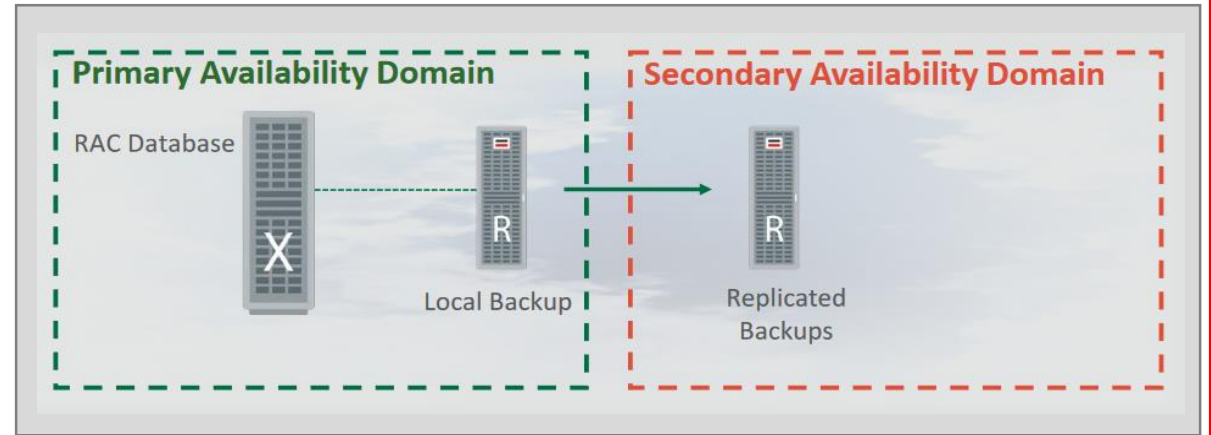 Primary Availability Domain
Secondary Availability Domain
RAC Database
X
R
R
Local Backup
Replicated
Backups